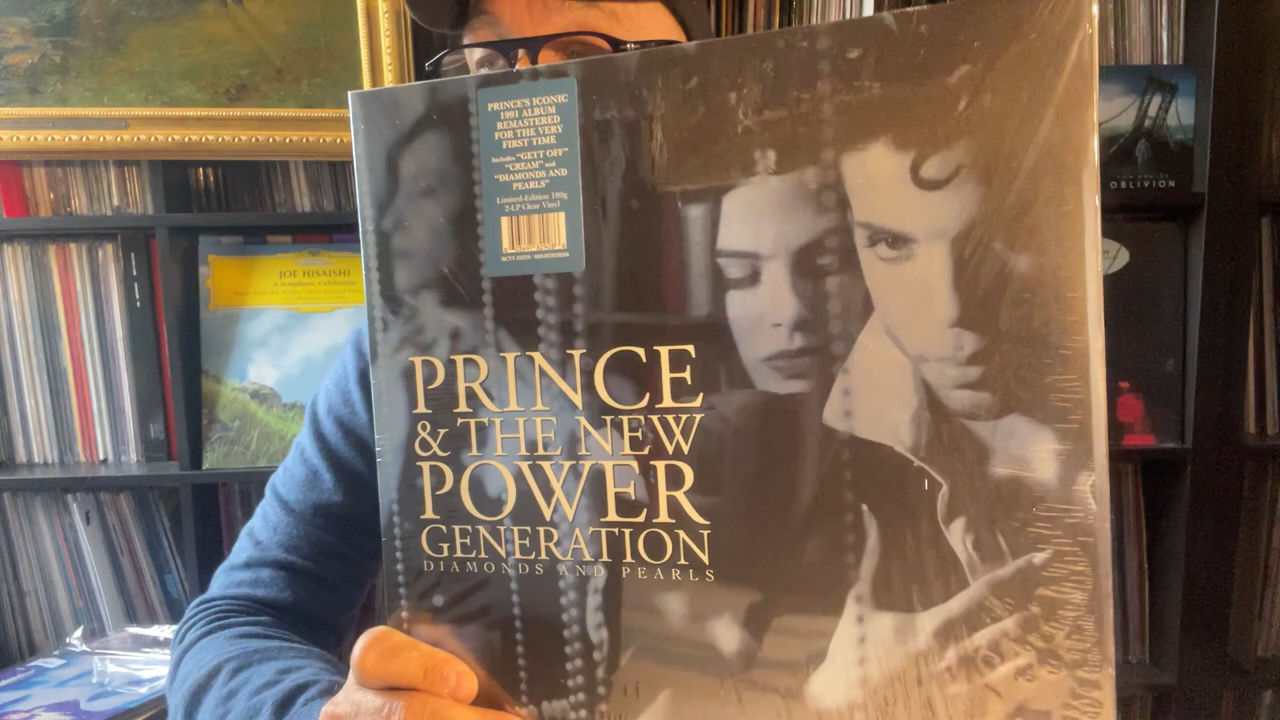 PRINCE'S ICONIC
1991 ALBUM
REMASTERED
FOR THE VERY
FIRST TIME
Includes "GETT OFF"
"CREAM" and
"DIAMONDS AND
PEARLS"
Limited-Edition 180g
2-LP Clear Vinyl
PRINCE
& THE NEW
POWER
GENERATION
DIAMONDS AND PEARLS
JOE HISAISHI
A Symphonic Celebration
OBLIVION